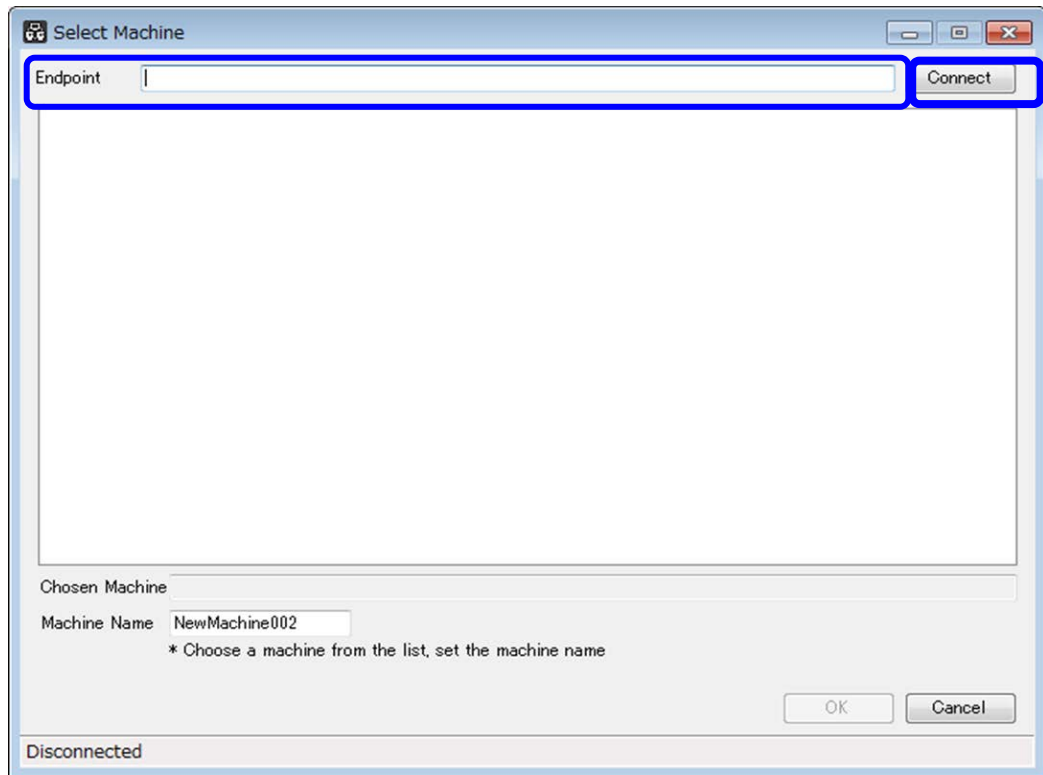 Select Machine
Endpoint Connect
Chosen Machine
Machine Name NewMachine002
* Choose a machine from the list, set the machine name
OK Cancel
Disconnected